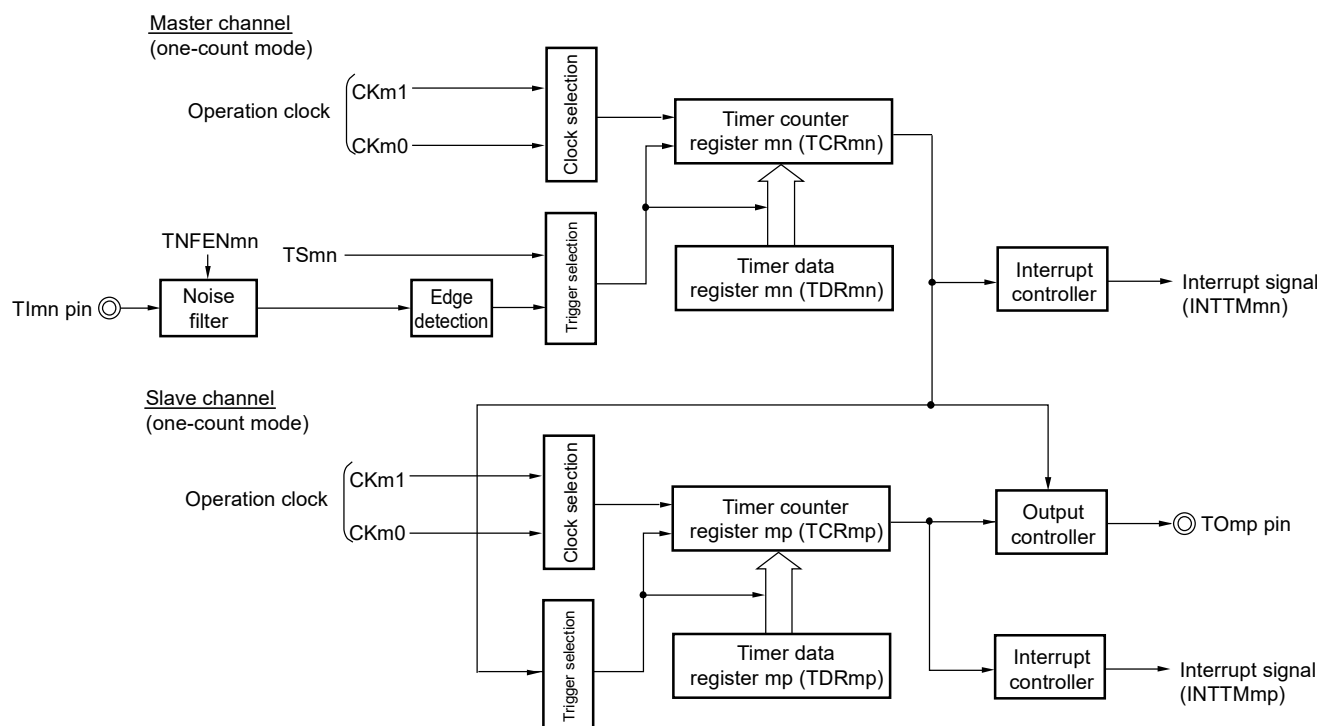 Master channel
(one-count mode)
Operation clock
CKm1
CKm0
Clock selection
Timer counter
register mn (TCRmn)
TNFENmn
TSmn
TImn pin
Noise
filter
Edge
detection
Trigger selection
Timer data
register mn (TDRmn)
Interrupt
controller
Interrupt signal
(INTTMmn)
Slave channel
(one-count mode)
Operation clock
CKm1
CKm0
Clock selection
Timer counter
register mp (TCRmp)
Output
controller
TOmp pin
Trigger selection
Timer data
register mp (TDRmp)
Interrupt
controller
Interrupt signal
(INTTMmp)